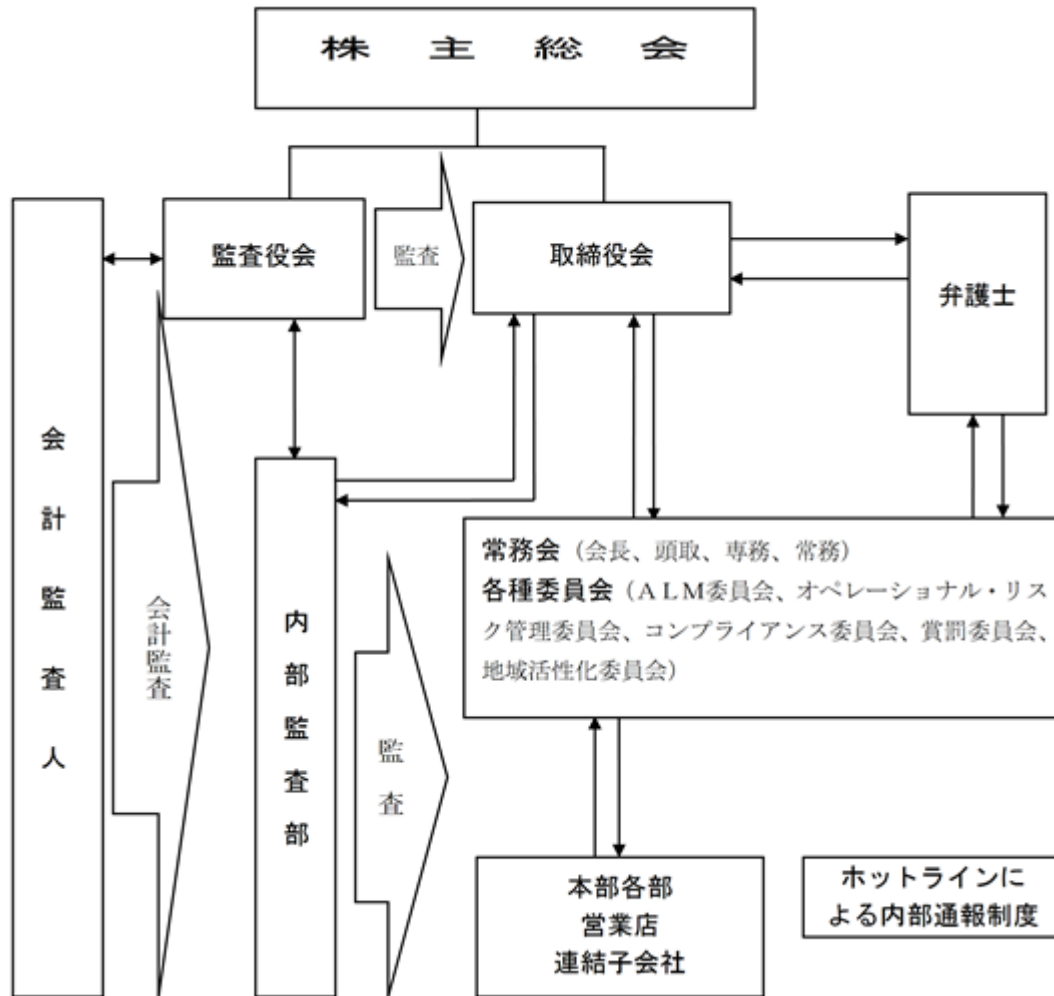 株主総会
監査役会
監査
取締役会
弁護士
会計監査人
会計監査
内部監査部
監査
常務会（会長、頭取、専務、常務）
各種委員会（ＡＬＭ委員会、オペレーショナル・リス
ク管理委員会、コンプライアンス委員会、賞罰委員会、
地域活性化委員会）
本部各部
営業店
連結子会社
ホットラインに
よる内部通報制度